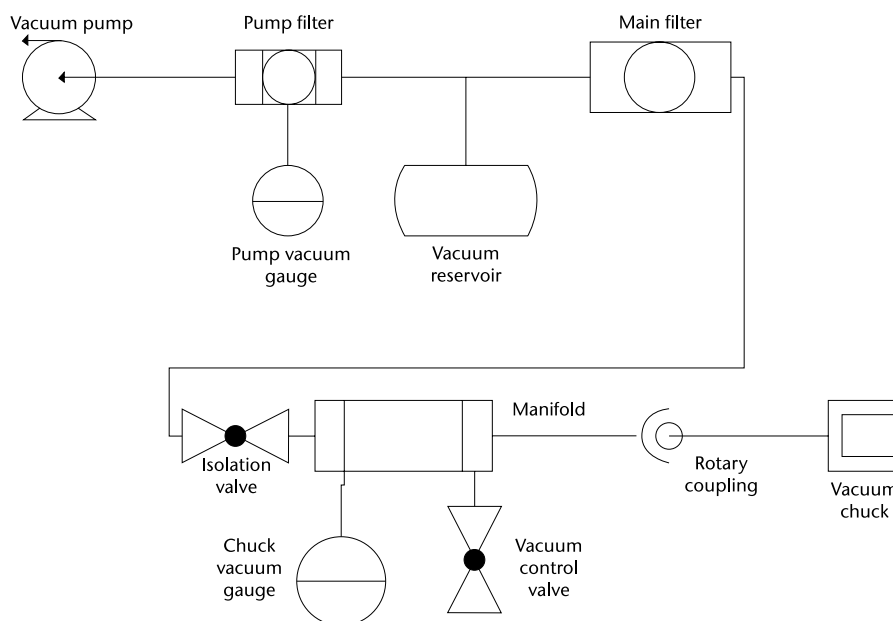 Vacuum pump
Pump filter
Main filter
Pump vacuum
gauge
Vacuum
reservoir
Manifold
Isolation
valve
Rotary
coupling
Vacuum
chuck
Chuck
vacuum
gauge
Vacuum
control
valve